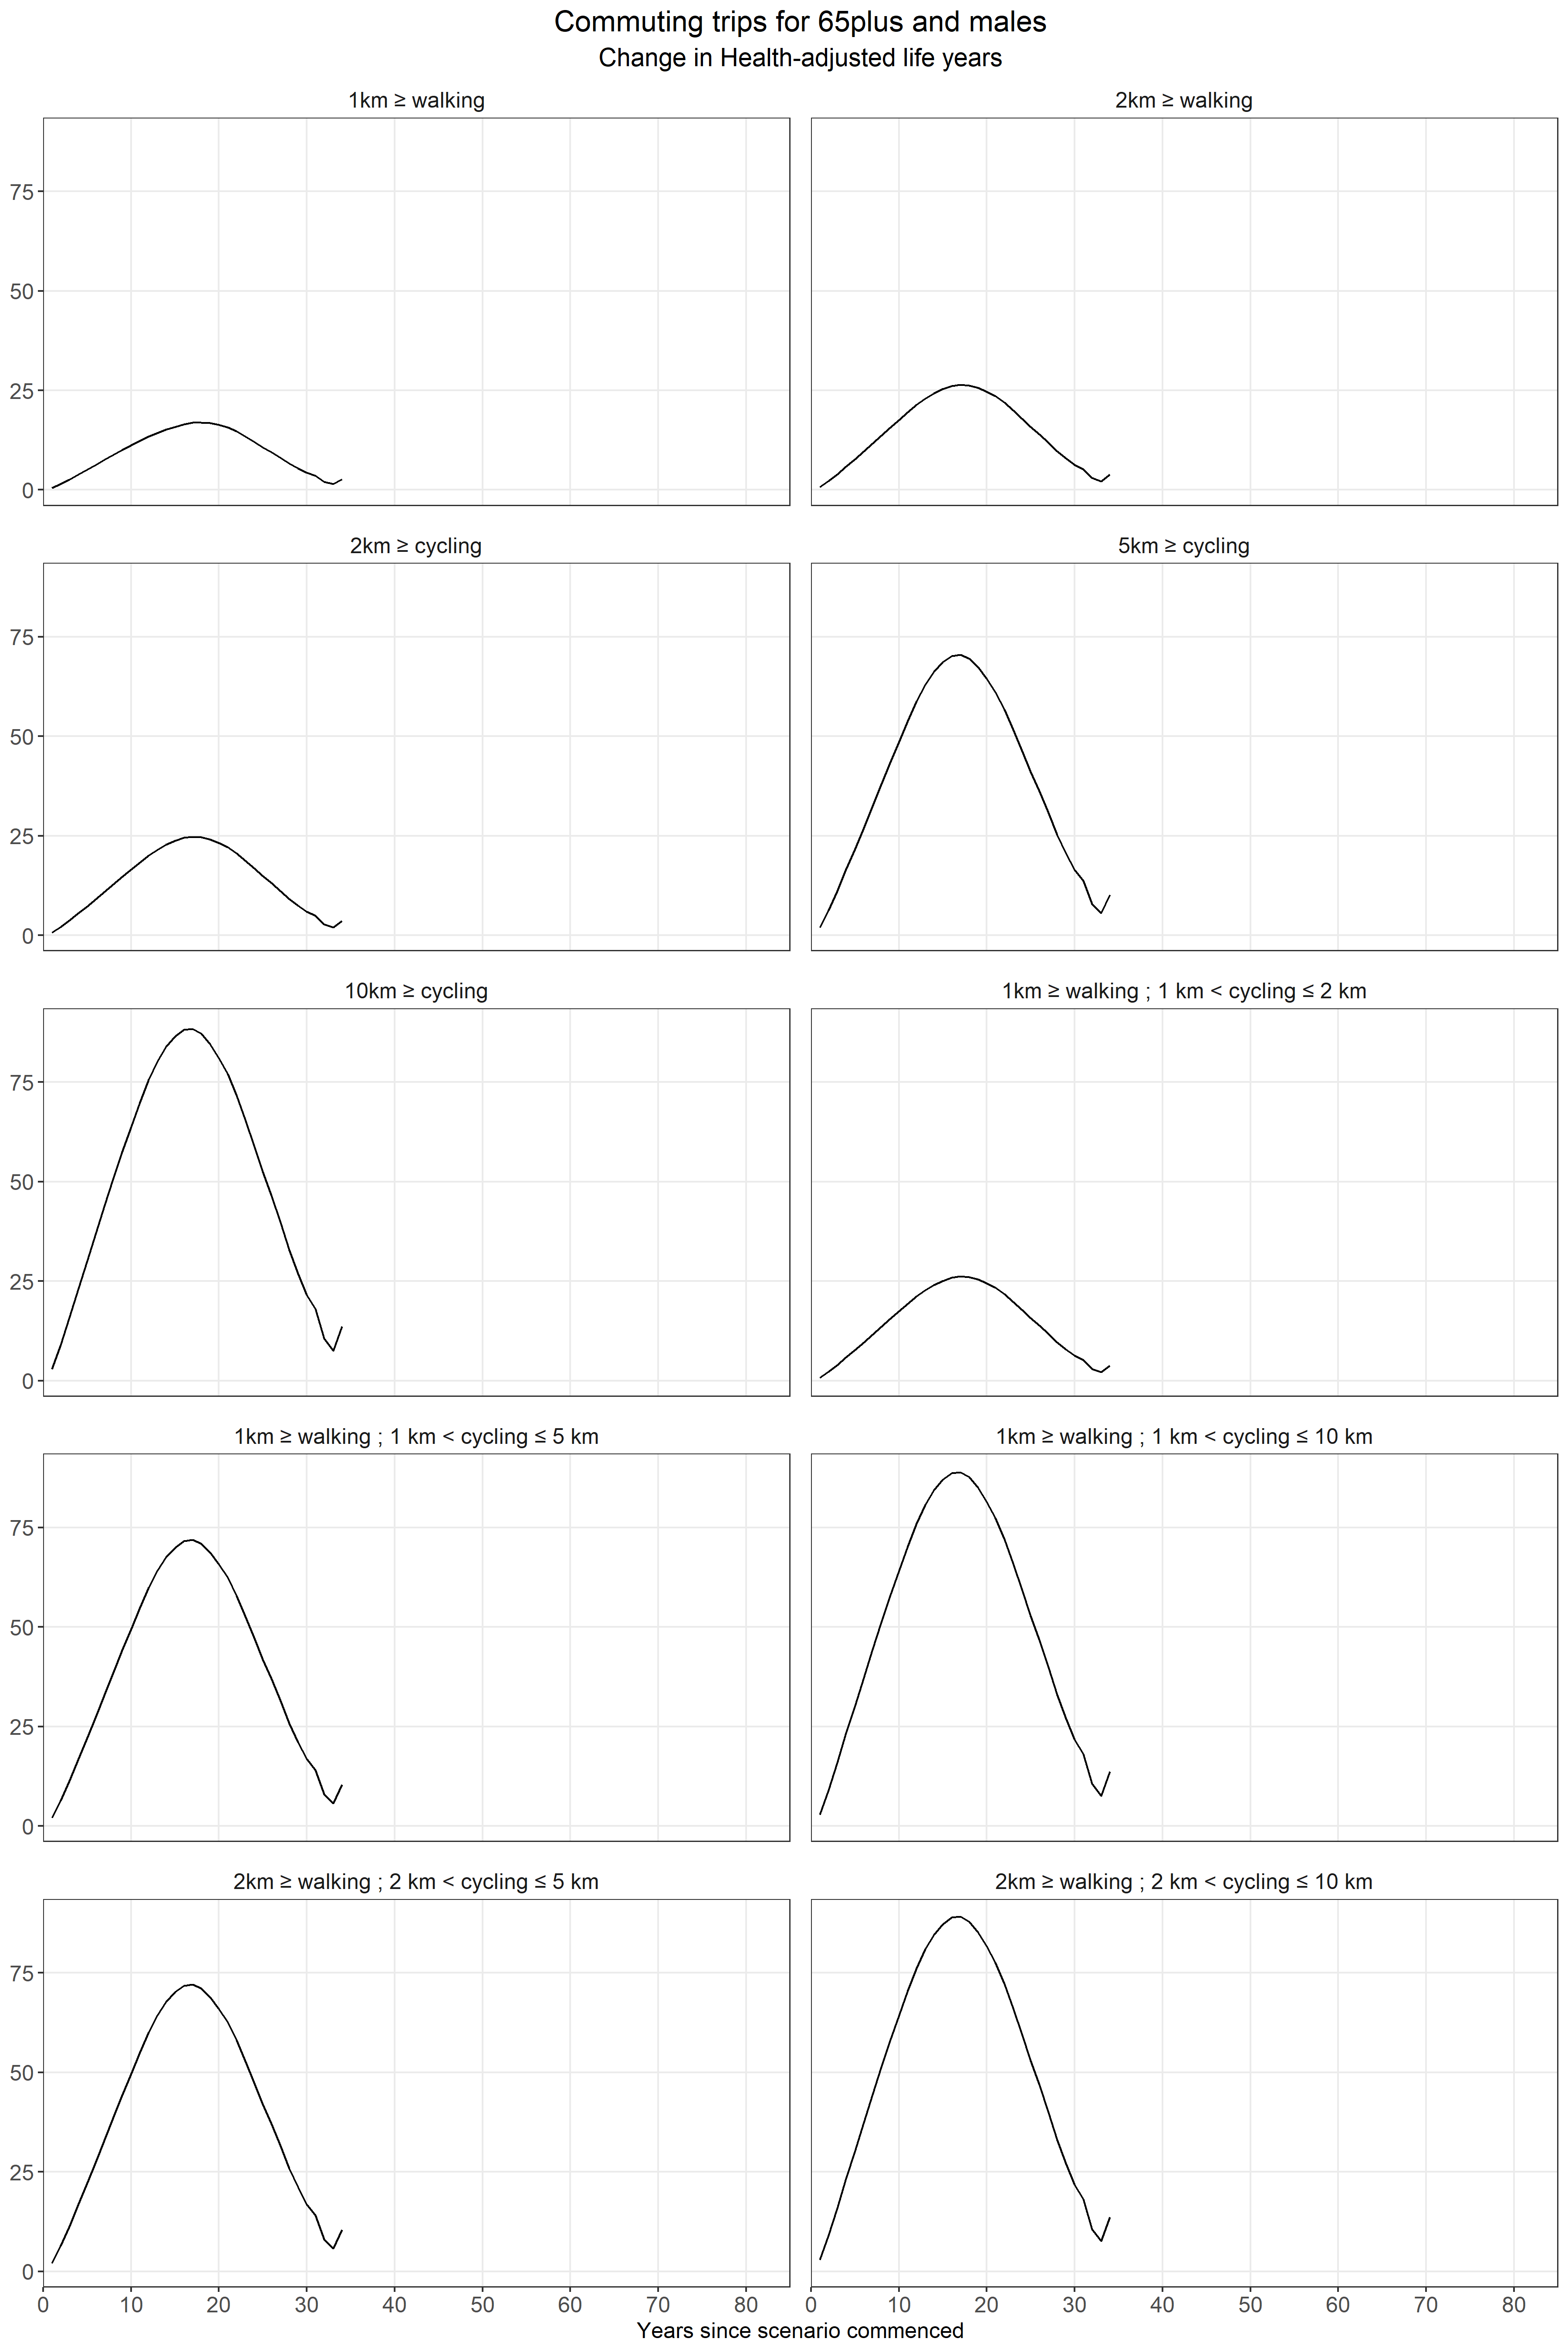 Commuting trips for 65plus and males
Change in Health-adjusted life years
1km ≥ walking
2km ≥ walking
75
50
25
0
2km ≥ cycling
5km ≥ cycling
75
50
25
0
10km ≥ cycling
1km ≥ walking ; 1 km < cycling ≤ 2 km
75
50
25
0
1km ≥ walking ; 1 km < cycling ≤ 5 km
1km ≥ walking ; 1 km < cycling ≤ 10 km
75
50
25
0
2km ≥ walking ; 2 km < cycling ≤ 5 km
2km ≥ walking ; 2 km < cycling ≤ 10 km
75
50
25
0
0 10 20 30 40 50 60 70 80
0 10 20 30 40 50 60 70 80
Years since scenario commenced